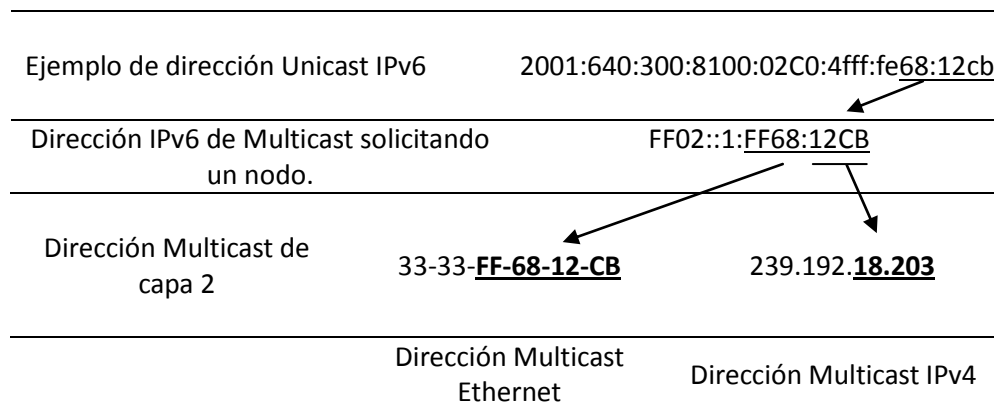 Ejemplo de dirección Unicast IPv6 2001:640:300:8100:02C0:4fff:fe68:12cb
Dirección IPv6 de Multicast solicitando FF02::1:FF68:12CB
un nodo.
Dirección Multicast de
capa 2 33-33-FF-68-12-CB 239.192.18.203
Dirección Multicast
Ethernet Dirección Multicast IPv4